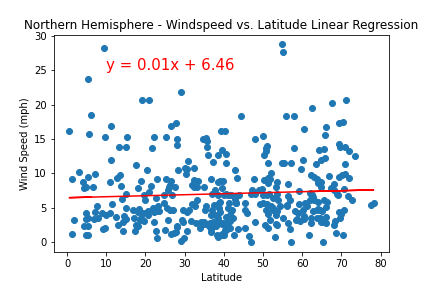 Northern Hemisphere - Windspeed vs. Latitude Linear Regression
30
25
20
15
10
5
0
Wind Speed (mph)
y = 0.01x + 6.46
0 10 20 30 40 50 60 70 80
Latitude